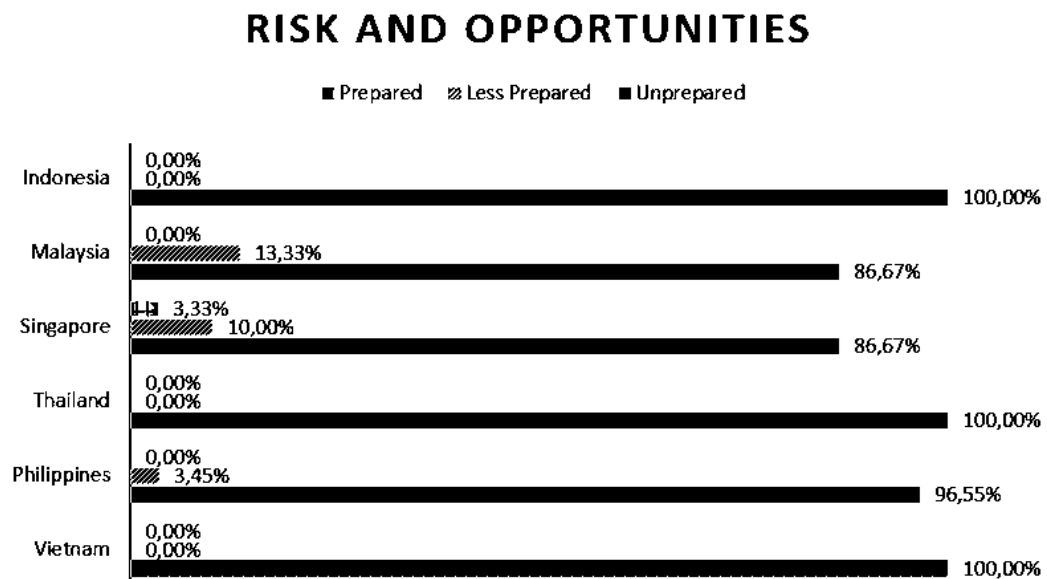 RISK AND OPPORTUNITIES
Prepared Less Prepared Unprepared
Indonesia
0,00%
0,00%
100,00%
Malaysia
0,00%
13,33%
86,67%
Singapore
3,33%
10,00%
86,67%
Thailand
0,00%
0,00%
100,00%
Philippines
0,00%
3,45%
96,55%
Vietnam
0,00%
0,00%
100,00%